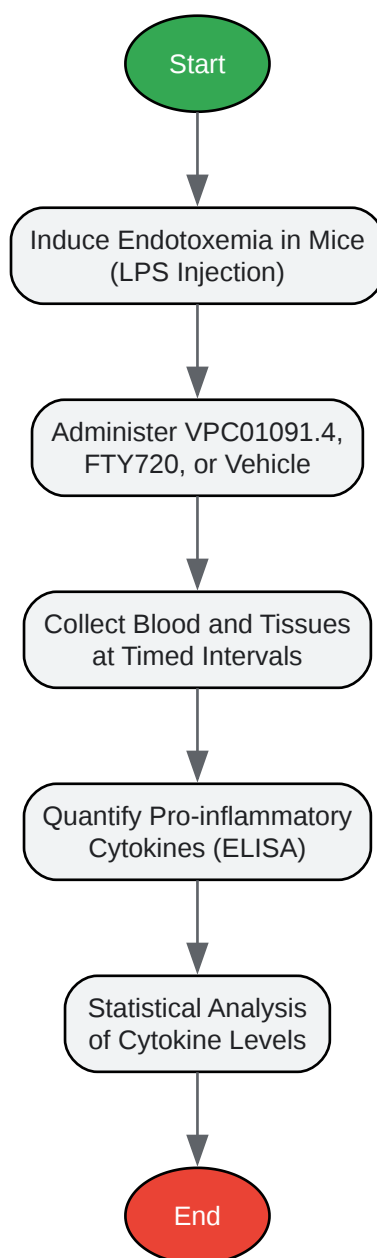 Start
Induce Endotoxemia in Mice
(LPS Injection)
Administer VPC01091.4,
FTY720, or Vehicle
Collect Blood and Tissues
at Timed Intervals
Quantify Pro-inflammatory
Cytokines (ELISA)
Statistical Analysis
of Cytokine Levels
End